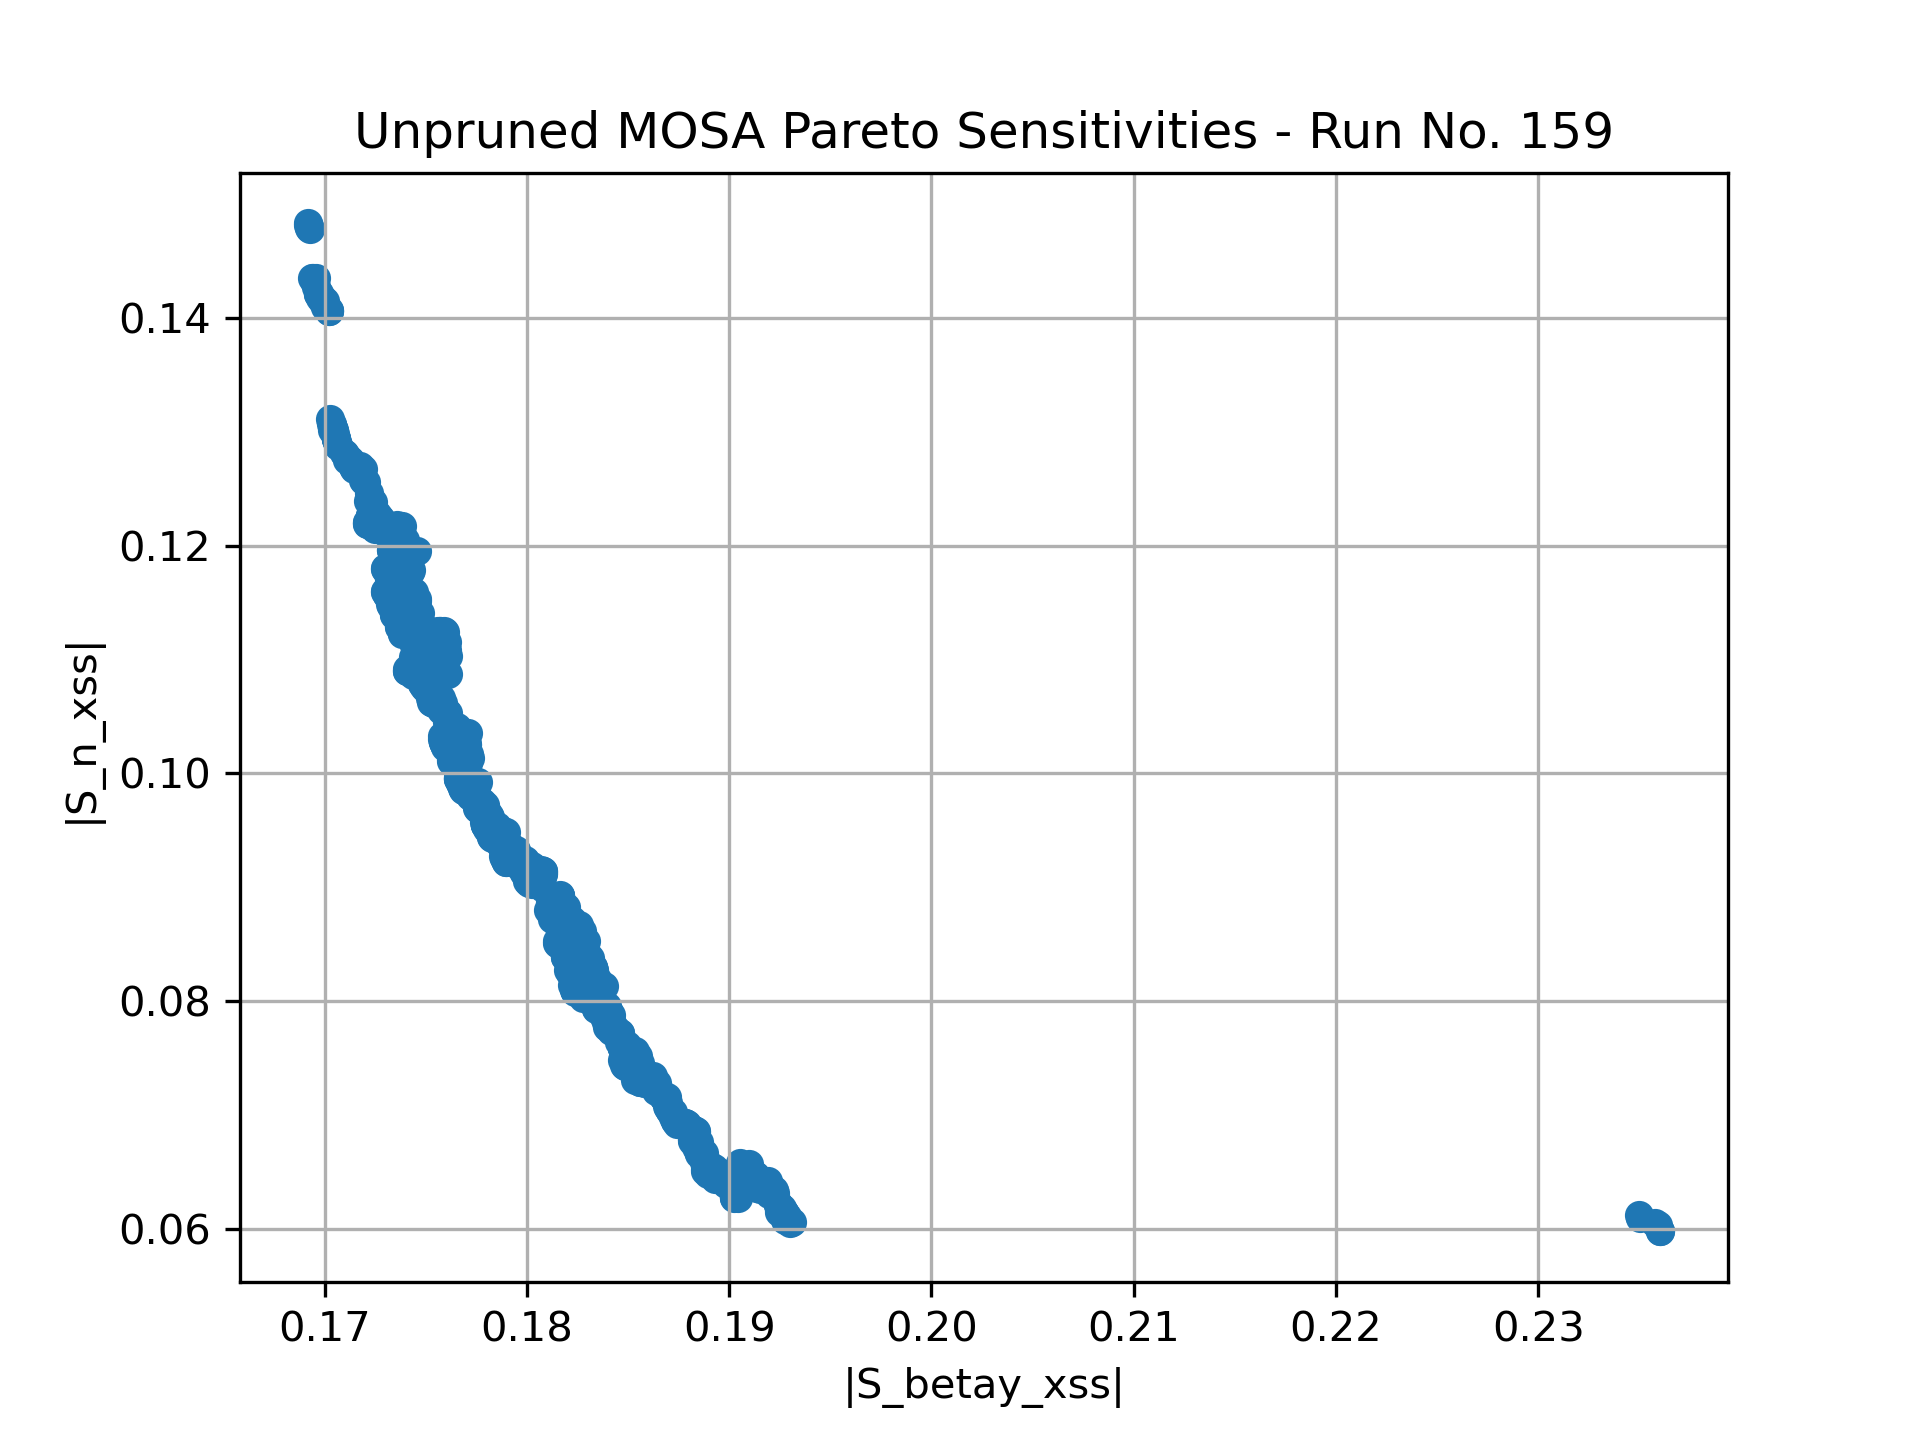 Unpruned MOSA Pareto Sensitivities - Run No. 159
|S_n_xss|
0.14
0.12
0.10
0.08
0.06
0.17 0.18 0.19 0.20 0.21 0.22 0.23
|S_betay_xss|